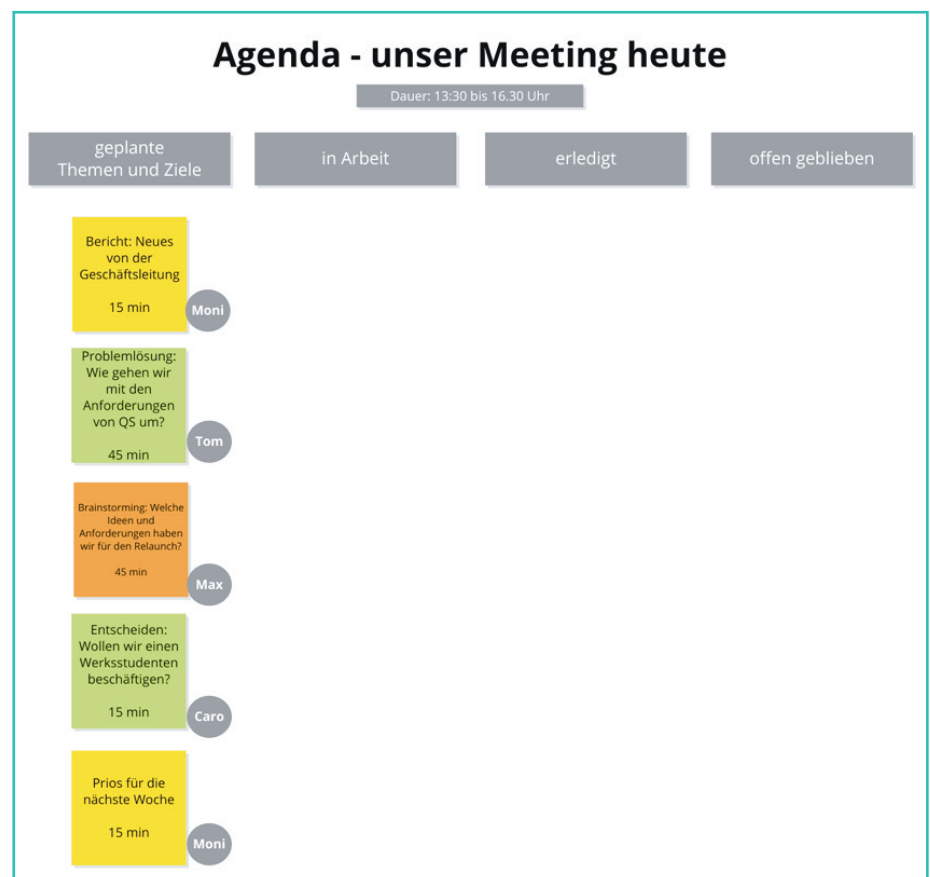 Agenda - unser Meeting heute
Dauer: 13:30 bis 16.30 Uhr
geplante
Themen und Ziele
in Arbeit
erledigt
offen geblieben
Bericht: Neues
von der
Geschäftsleitung
15 min
Moni
Problemlösung:
Wie gehen wir
mit den
Anforderungen
von QS um?
45 min
Tom
Brainstorming: Welche
Ideen und
Anforderungen haben
wir für den Relaunch?
45 min
Max
Entscheiden:
Wollen wir einen
Werksstudenten
beschäftigen?
15 min
Caro
Prios für die
nächste Woche
15 min
Moni